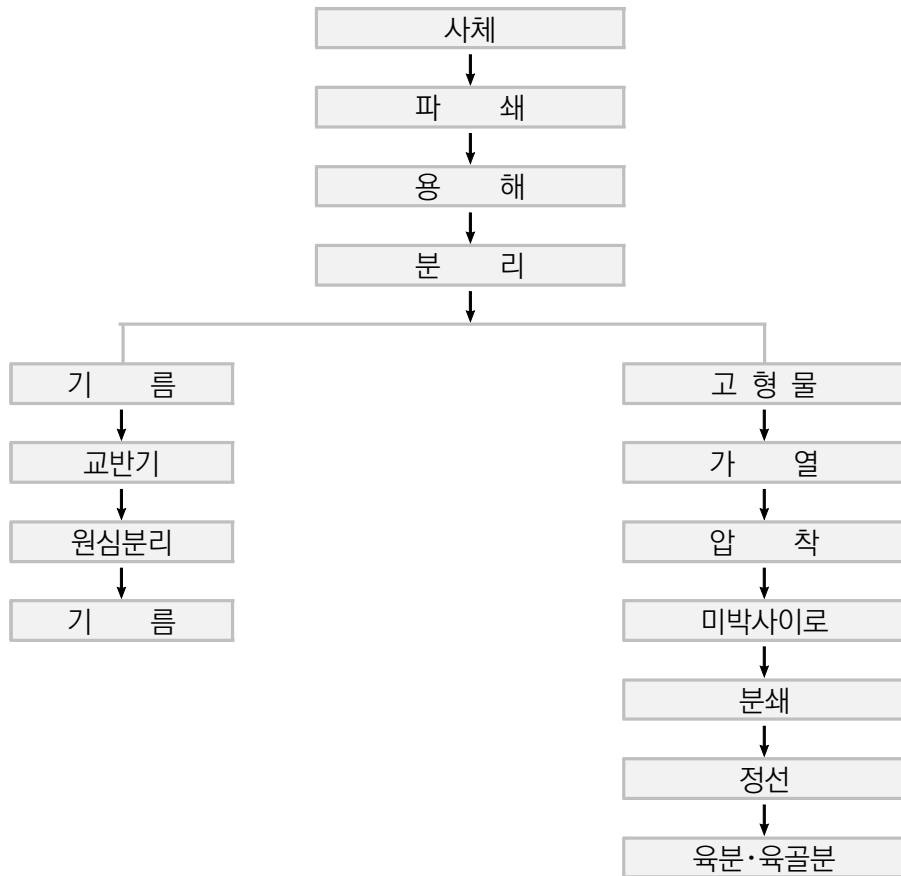 사체
파 쇄
용 해
분 리
기 름
교반기
원심분리
기 름
고 형 물
가 열
압 착
미박사이로
분쇄
정선
육분·육골분